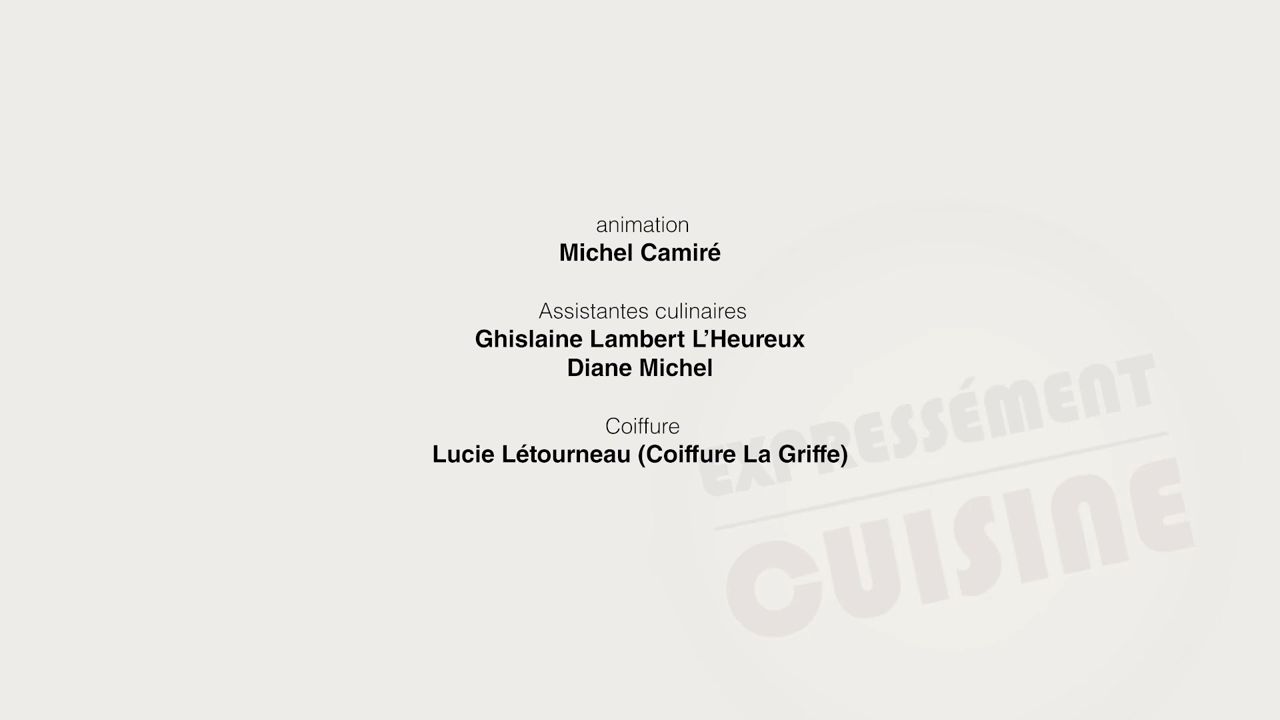 animation
Michel Camiré
Assistantes culinaires
Ghislaine Lambert L’Heureux
Diane Michel
Coiffure
Lucie Létourneau (Coiffure La Griffe)
EXPRESSÉMENT
CUISINE